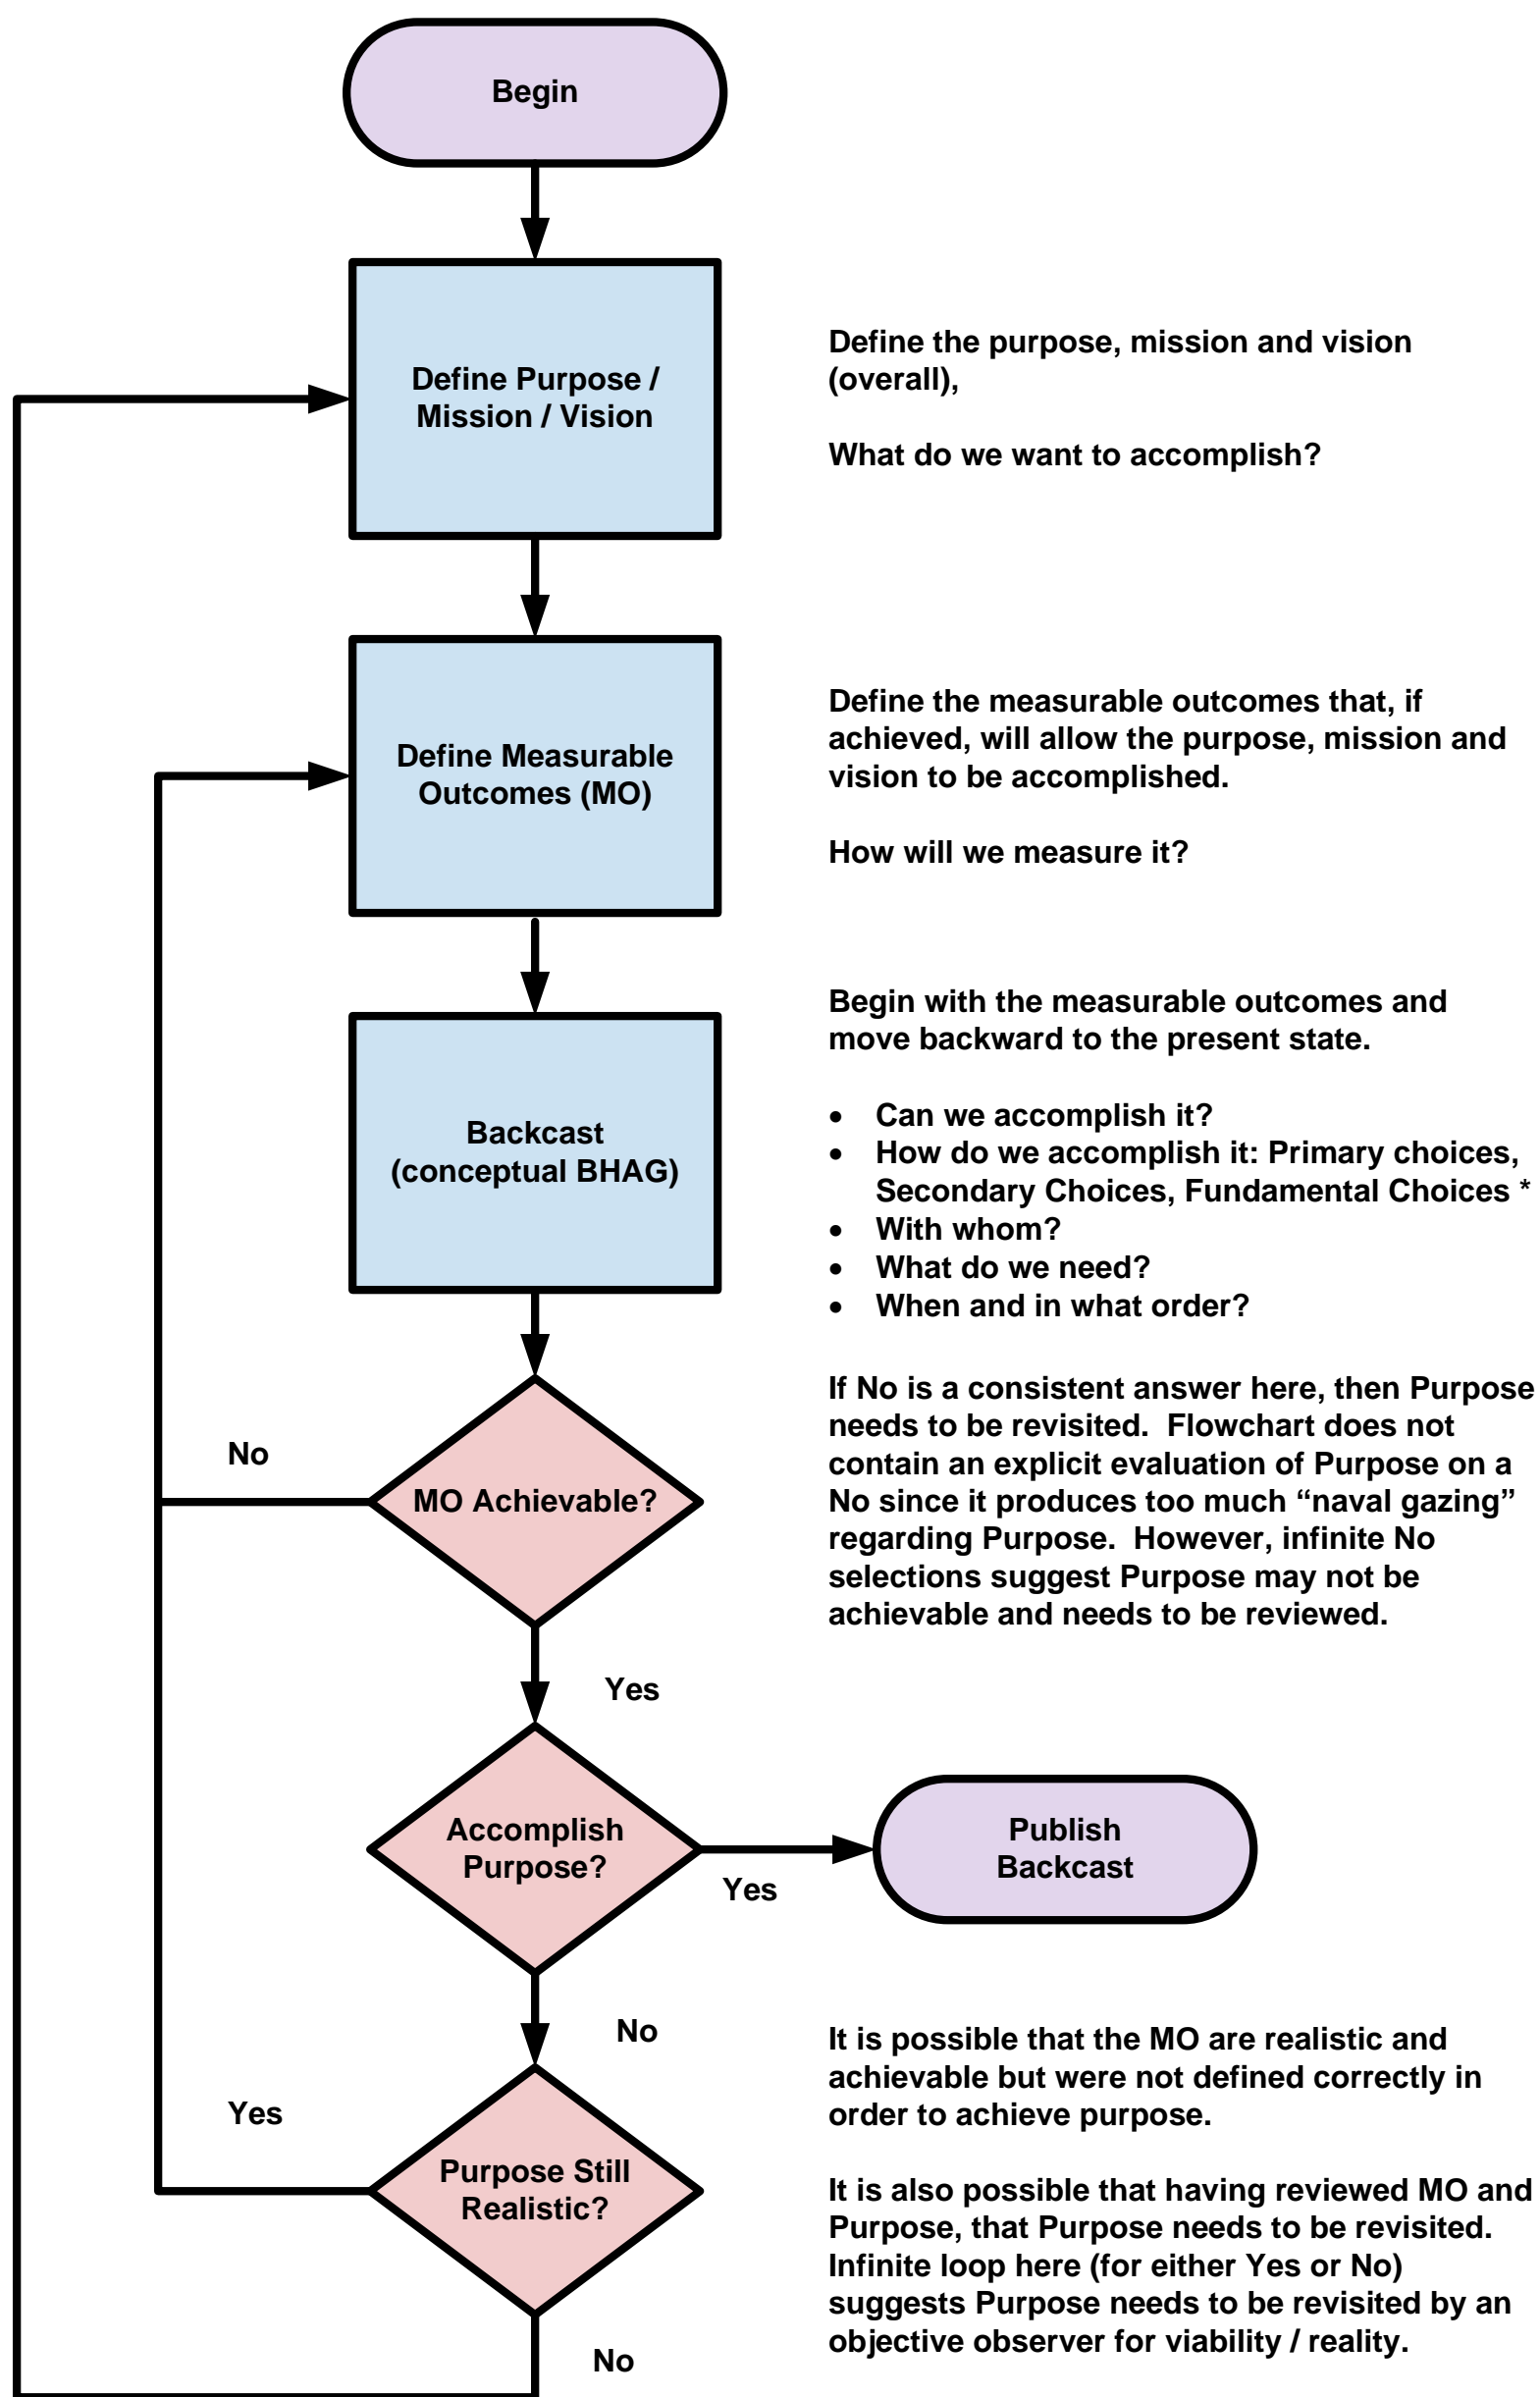 Begin
Define Purpose /
Mission / Vision
Define the purpose, mission and vision
(overall),
What do we want to accomplish?
Define Measurable
Outcomes (MO)
Define the measurable outcomes that, if
achieved, will allow the purpose, mission and
vision to be accomplished.
How will we measure it?
Backcast
(conceptual BHAG)
Begin with the measurable outcomes and
move backward to the present state.
• Can we accomplish it?
• How do we accomplish it: Primary choices,
Secondary Choices, Fundamental Choices *
• With whom?
• What do we need?
• When and in what order?
No
MO Achievable?
If No is a consistent answer here, then Purpose
needs to be revisited.  Flowchart does not
contain an explicit evaluation of Purpose on a
No since it produces too much “naval gazing”
regarding Purpose.  However, infinite No
selections suggest Purpose may not be
achievable and needs to be reviewed.
Yes
Accomplish
Purpose?
Yes
Publish
Backcast
No
Yes
Purpose Still
Realistic?
It is possible that the MO are realistic and
achievable but were not defined correctly in
order to achieve purpose.
It is also possible that having reviewed MO and
Purpose, that Purpose needs to be revisited.
Infinite loop here (for either Yes or No)
suggests Purpose needs to be revisited by an
objective observer for viability / reality.
No